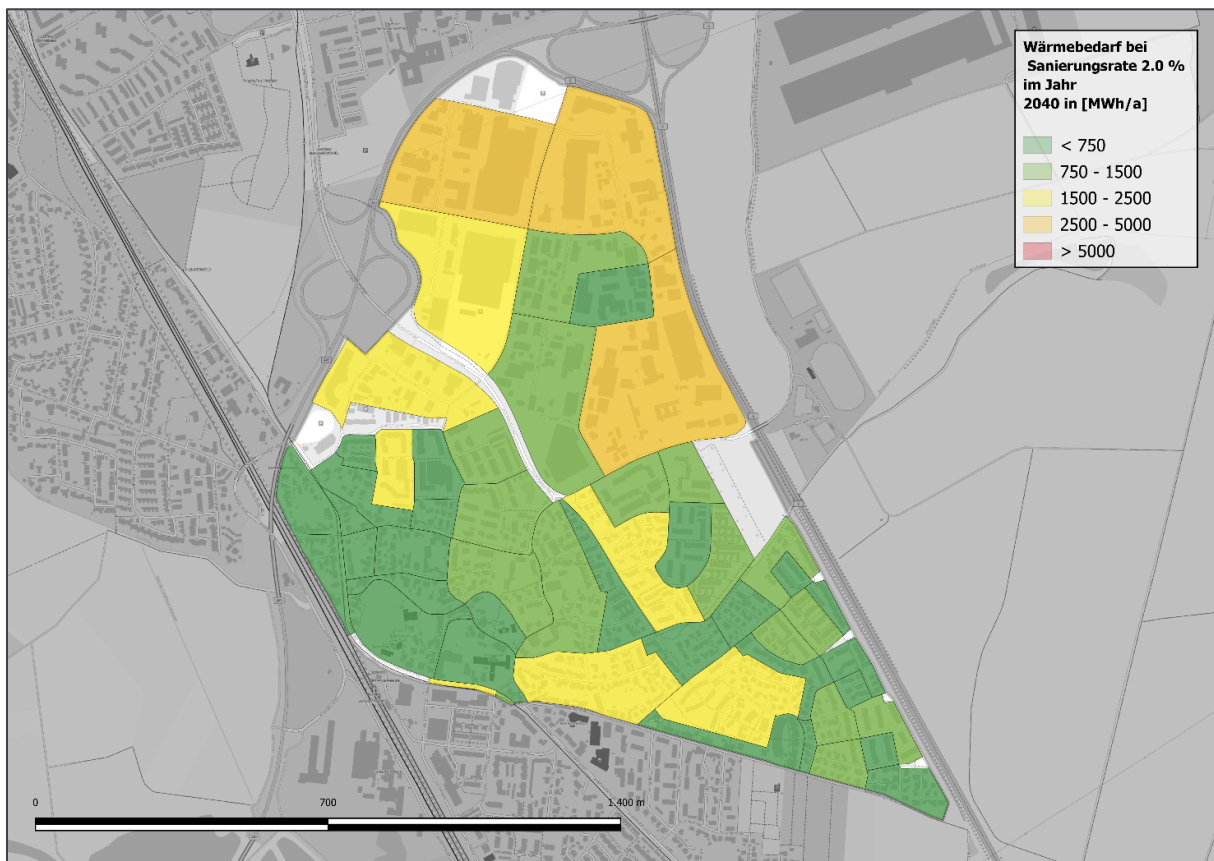 Wärmebedarf bei
Sanierungsrate 2.0 %
im Jahr
2040 in [MWh/a]
< 750
750 - 1500
1500 - 2500
2500 - 5000
> 5000
0
700
1.400 m